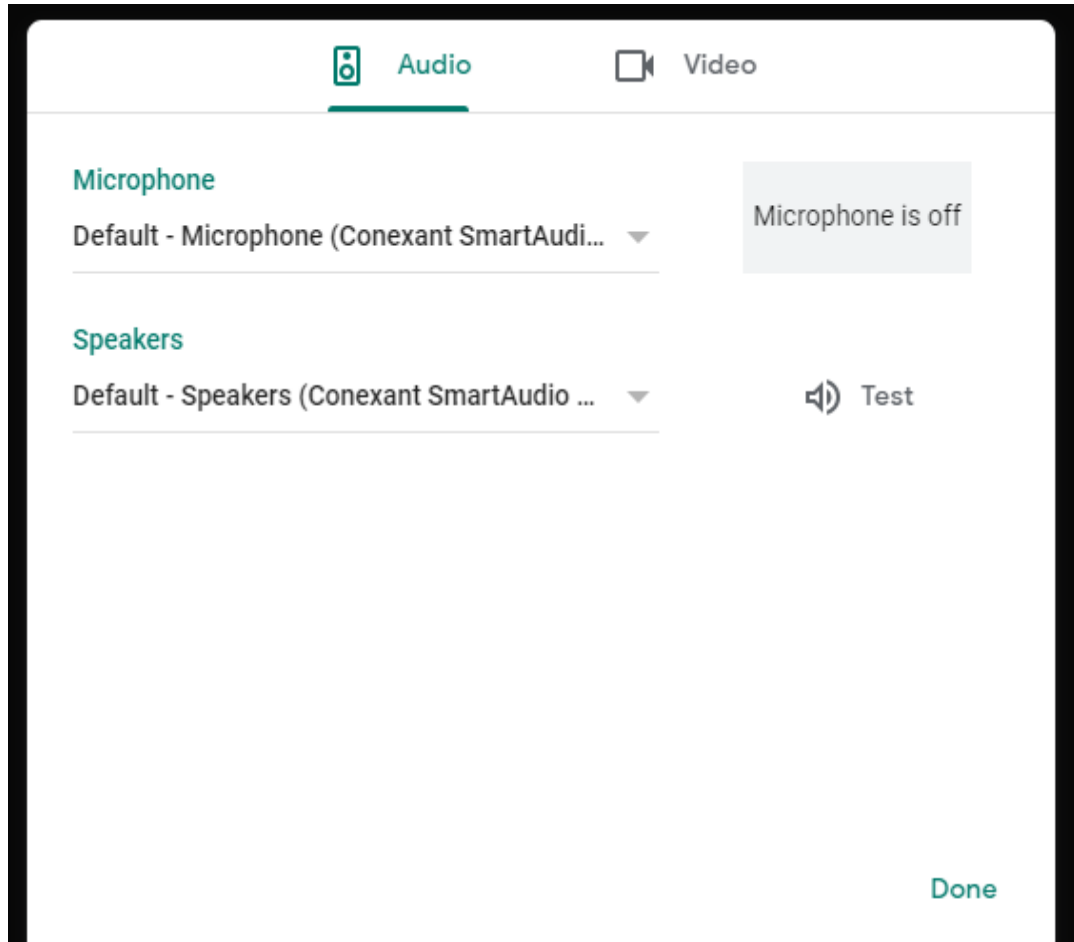 Audio Video
Microphone
Default - Microphone (Conexant SmartAudi...
Microphone is off
Speakers
Default - Speakers (Conexant SmartAudio ...
Test
Done